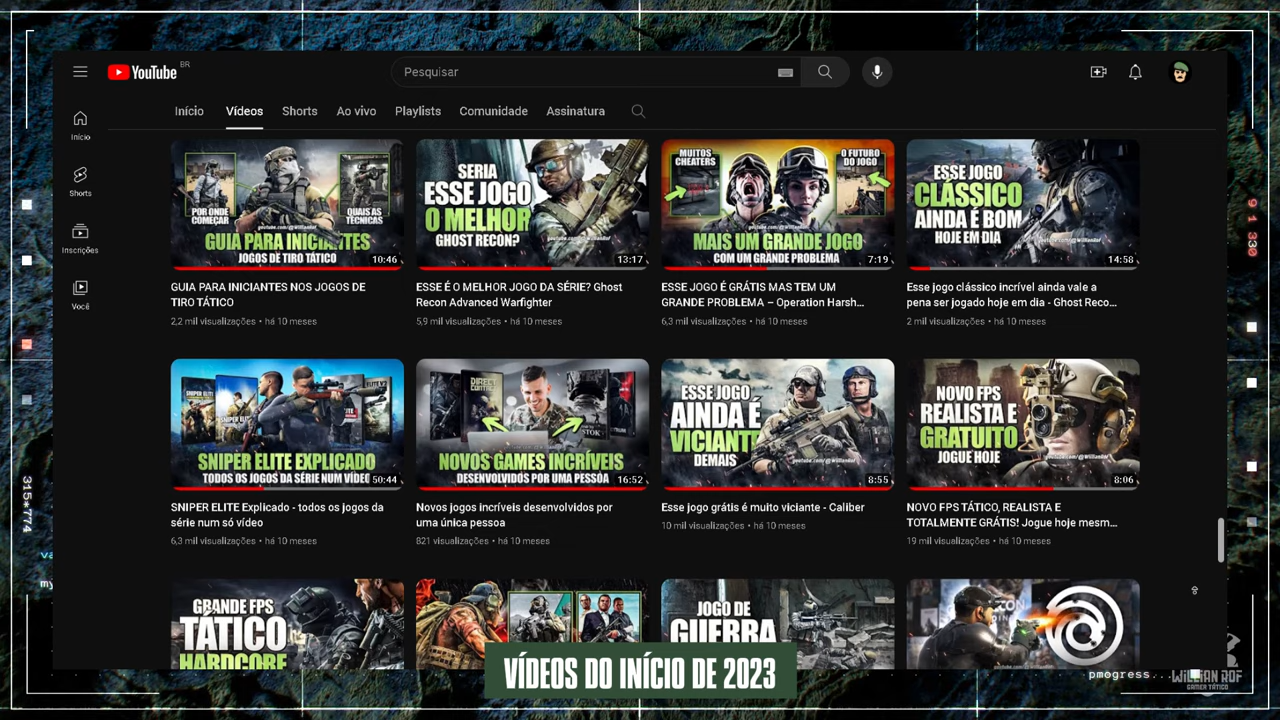 YouTube BR
Pesquisar
Início
Vídeos
Shorts
Ao vivo
Playlists
Comunidade
Assinatura
Início
Shorts
Inscrições
Você
POR ONDE
COMEÇAR
QUAIS AS
TÉCNICAS
GUIA PARA INICIANTES
JOGOS DE TIRO TÁTICO
10:46
GUIA PARA INICIANTES NOS JOGOS DE
TIRO TÁTICO
2,2 mil visualizações • há 10 meses
SERIA
ESSE JOGO
O MELHOR
GHOST RECON?
13:17
ESSE É O MELHOR JOGO DA SÉRIE? Ghost
Recon Advanced Warfighter
5,9 mil visualizações • há 10 meses
MUITOS
CHEATERS
O FUTURO
DO JOGO
MAIS UM GRANDE JOGO
COM UM GRANDE PROBLEMA
7:19
ESSE JOGO É GRÁTIS MAS TEM UM
GRANDE PROBLEMA – Operation Harsh...
6,3 mil visualizações • há 10 meses
ESSE JOGO
CLÁSSICO
AINDA É BOM
HOJE EM DIA
14:58
Esse jogo clássico incrível ainda vale a
pena ser jogado hoje em dia - Ghost Reco...
2 mil visualizações • há 10 meses
SNIPER ELITE EXPLICADO
TODOS OS JOGOS DA SÉRIE NUM VÍDEO
50:44
SNIPER ELITE Explicado - todos os jogos da
série num só vídeo
6,3 mil visualizações • há 10 meses
DIRECT
CONTACT
NOVOS GAMES INCRÍVEIS
DESENVOLVIDOS POR UMA PESSOA
16:52
Novos jogos incríveis desenvolvidos por
uma única pessoa
821 visualizações • há 10 meses
ESSE JOGO
AINDA É
VICIANTE
DEMAIS
8:55
Esse jogo grátis é muito viciante - Caliber
10 mil visualizações • há 10 meses
NOVO FPS
REALISTA E
GRATUITO
JOGUE HOJE
8:06
NOVO FPS TÁTICO, REALISTA E
TOTALMENTE GRÁTIS! Jogue hoje mesm...
19 mil visualizações • há 10 meses
GRANDE FPS
TÁTICO
HARDCORE
JOGO DE
GUERRA
VÍDEOS DO INÍCIO DE 2023
9 1 330
315*774
pmogress...
WILLIAN ROF
GAMER TÁTICO